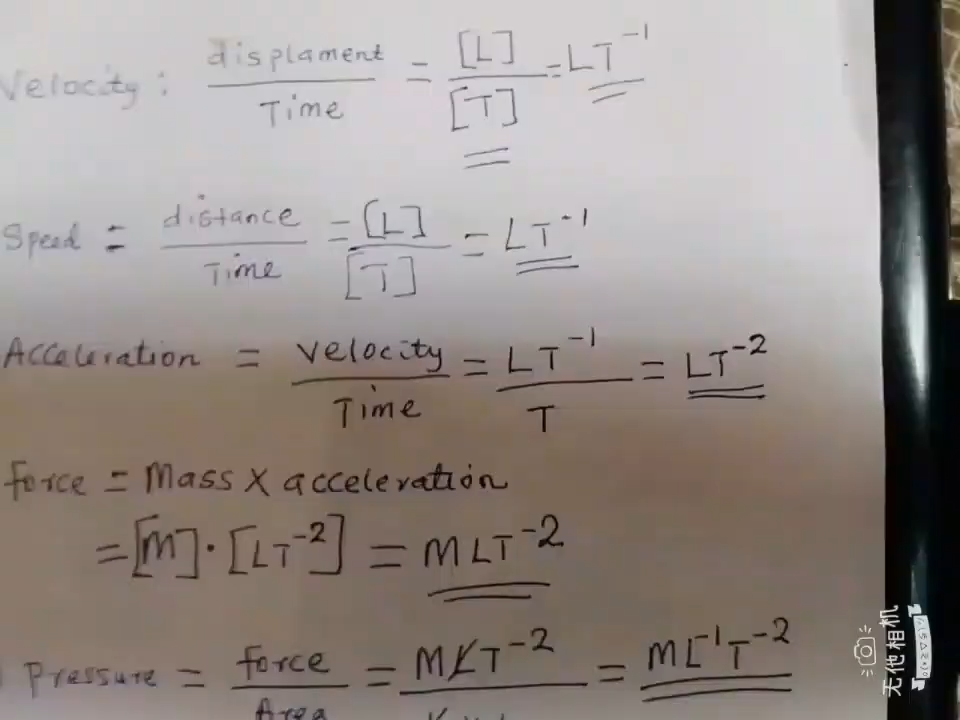 Velocity: displament/Time = [L]/[T] = LT⁻¹
Speed = distance/Time = [L]/[T] = LT⁻¹
Acceleration = Velocity/Time = LT⁻¹/T = LT⁻²
force = Mass X acceleration
= [M]·[LT⁻²] = MLT⁻²
Pressure = force/Area = MLT⁻² = ML⁻¹T⁻²
无他相机